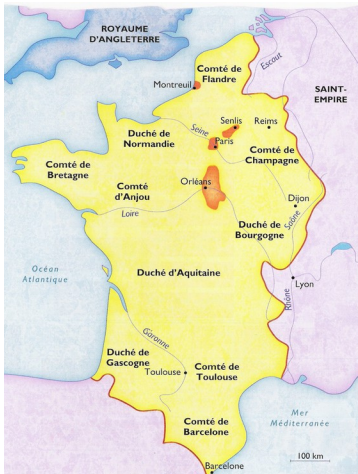 ROYAUME
D'ANGLETERRE
Comté de
Flandre
Escaut
Montreuil
SAINT-
EMPIRE
Senlis
Reims
Duché de
Normandie
Seine
Paris
Comté de
Champagne
Comté de
Bretagne
Comté
d'Anjou
Orléans
Loire
Dijon
Duché de
Bourgogne
Saône
Océan
Atlantique
Duché d'Aquitaine
Lyon
Rhône
Garonne
Duché de
Gascogne
Toulouse
Comté de
Toulouse
Mer
Méditerranée
Comté de
Barcelone
100 km
Barcelone